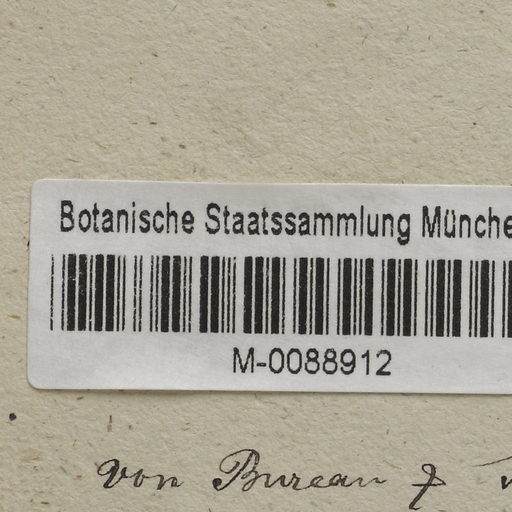 Botanische Staatssammlung Münche
M-0088912
von Bureau &